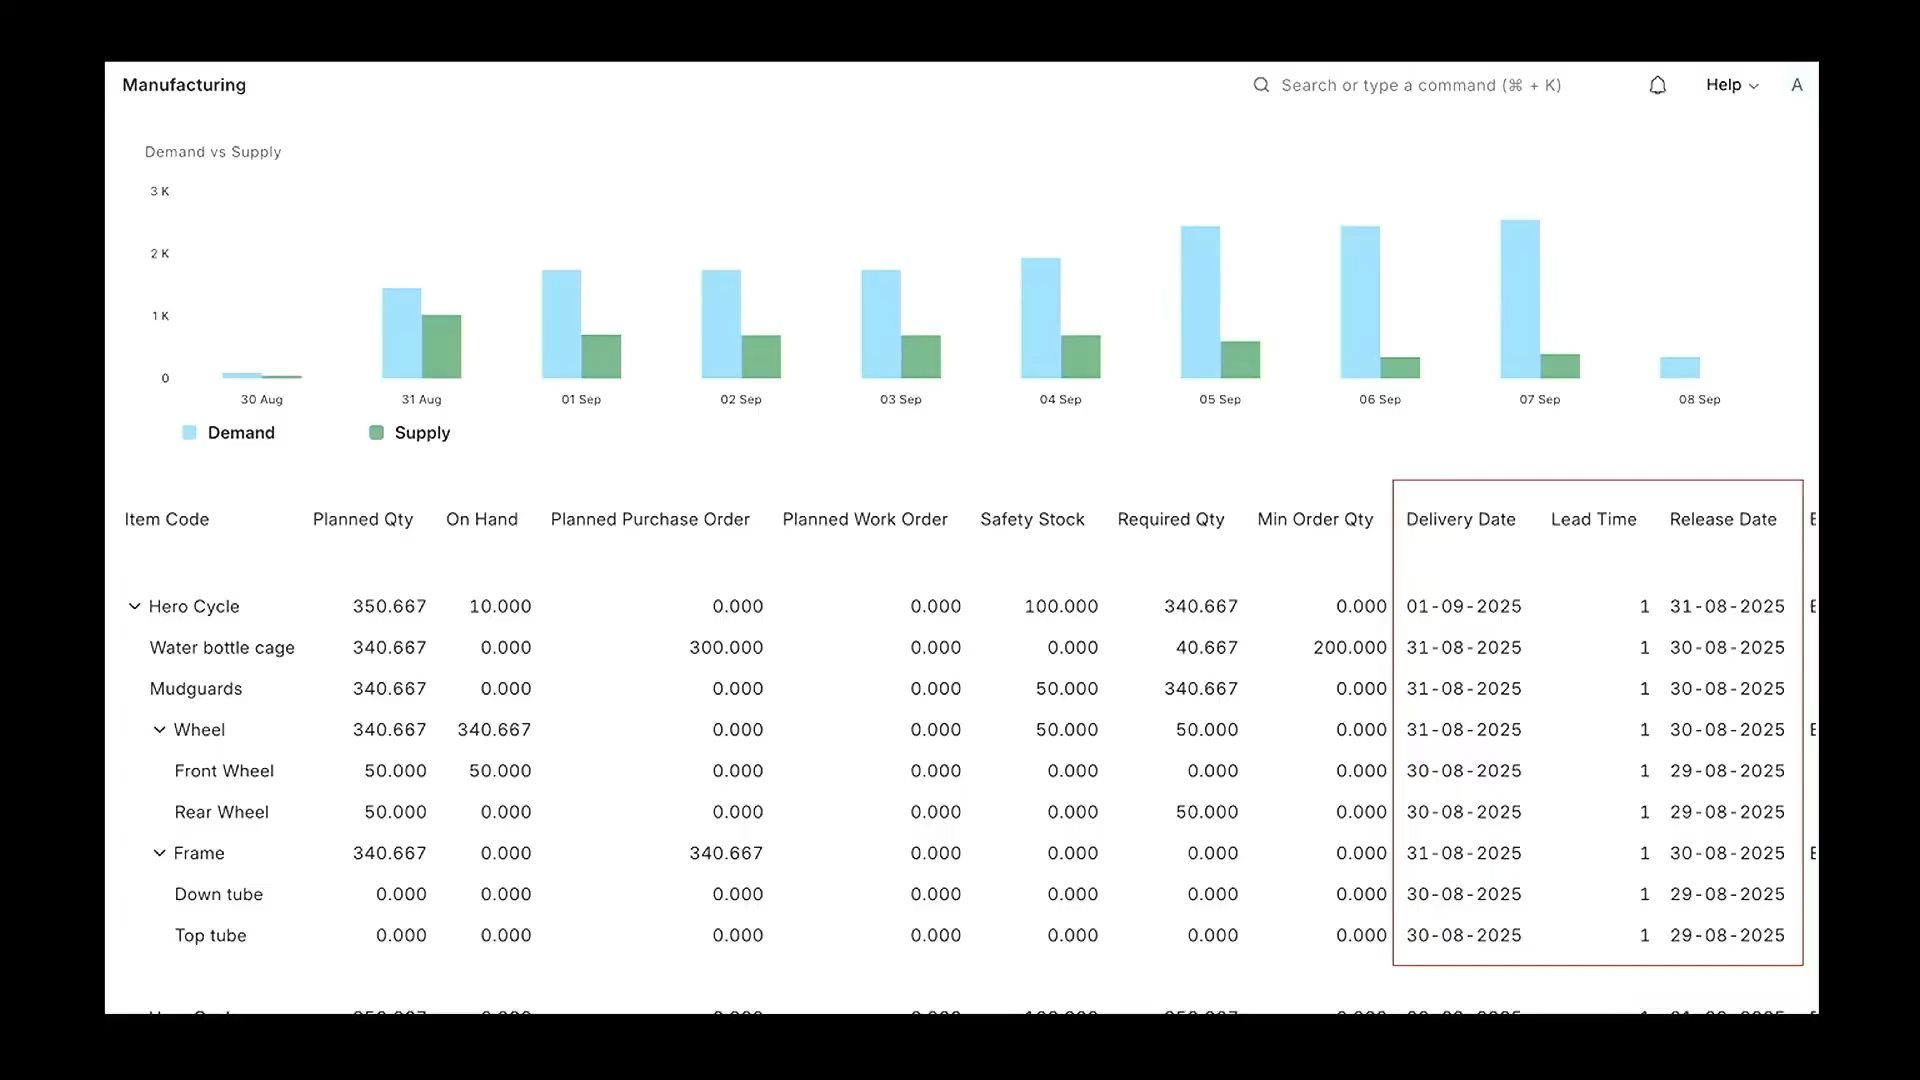 Manufacturing
Search or type a command (⌘ + K)
Help
A
Demand vs Supply
3 K
2 K
1 K
0
30 Aug 31 Aug 01 Sep 02 Sep 03 Sep 04 Sep 05 Sep 06 Sep 07 Sep 08 Sep
Demand Supply
Item Code Planned Qty On Hand Planned Purchase Order Planned Work Order Safety Stock Required Qty Min Order Qty Delivery Date Lead Time Release Date
Hero Cycle 350.667 10.000 0.000 0.000 100.000 340.667 0.000 01-09-2025 1 31-08-2025
Water bottle cage 340.667 0.000 300.000 0.000 0.000 40.667 200.000 31-08-2025 1 30-08-2025
Mudguards 340.667 0.000 0.000 0.000 50.000 340.667 0.000 31-08-2025 1 30-08-2025
Wheel 340.667 340.667 0.000 0.000 50.000 50.000 0.000 31-08-2025 1 30-08-2025
Front Wheel 50.000 50.000 0.000 0.000 0.000 0.000 0.000 30-08-2025 1 29-08-2025
Rear Wheel 50.000 0.000 0.000 0.000 0.000 50.000 0.000 30-08-2025 1 29-08-2025
Frame 340.667 0.000 340.667 0.000 0.000 0.000 0.000 31-08-2025 1 30-08-2025
Down tube 0.000 0.000 0.000 0.000 0.000 0.000 0.000 30-08-2025 1 29-08-2025
Top tube 0.000 0.000 0.000 0.000 0.000 0.000 0.000 30-08-2025 1 29-08-2025